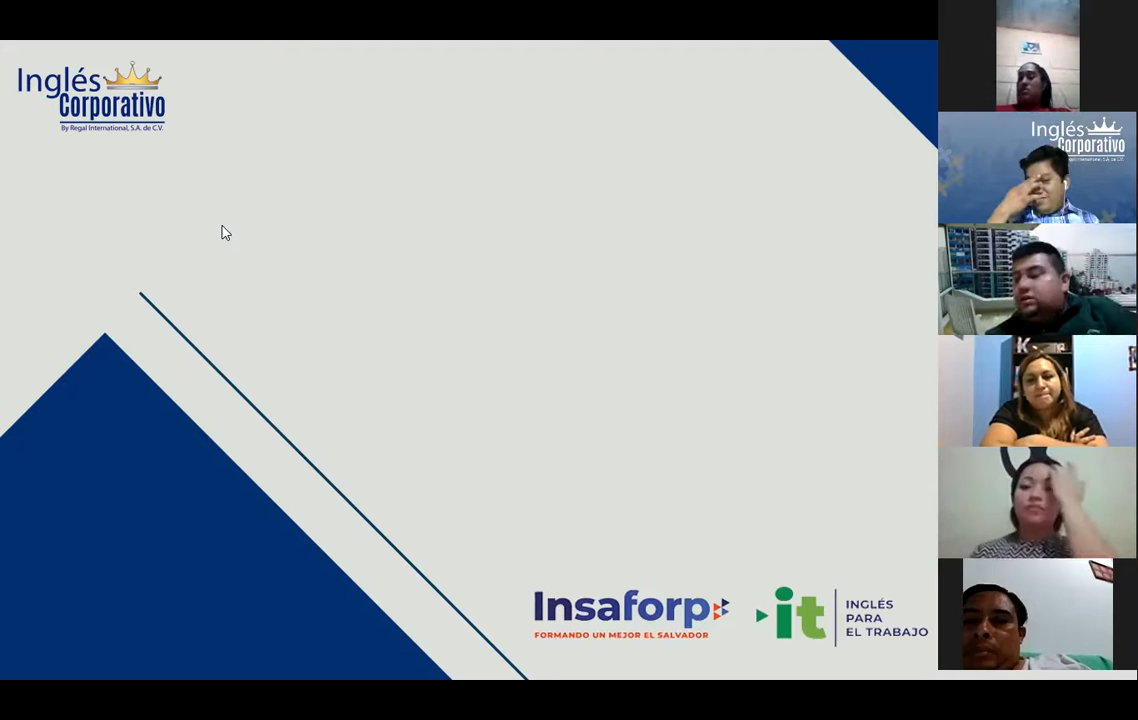 Inglés
Corporativo
By Regal International, S.A. de C.V.
Inglés
Corporativo
Insaforp
FORMANDO UN MEJOR EL SALVADOR
it
INGLÉS
PARA
EL TRABAJO